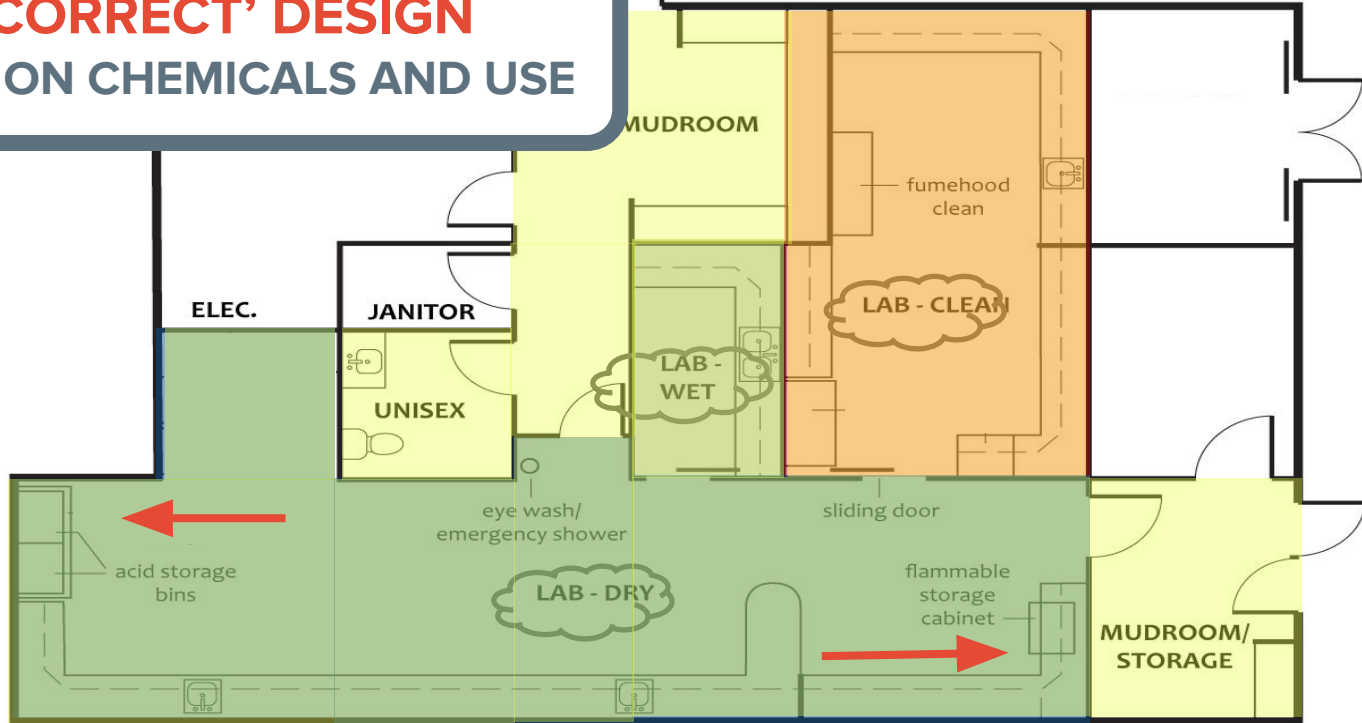 CORRECT’ DESIGN
ON CHEMICALS AND USE
MUDROOM
fumehood
clean
LAB - CLEAN
ELEC.
JANITOR
LAB -
WET
UNISEX
eye wash/
emergency shower
sliding door
acid storage
bins
LAB - DRY
flammable
storage
cabinet
MUDROOM/
STORAGE